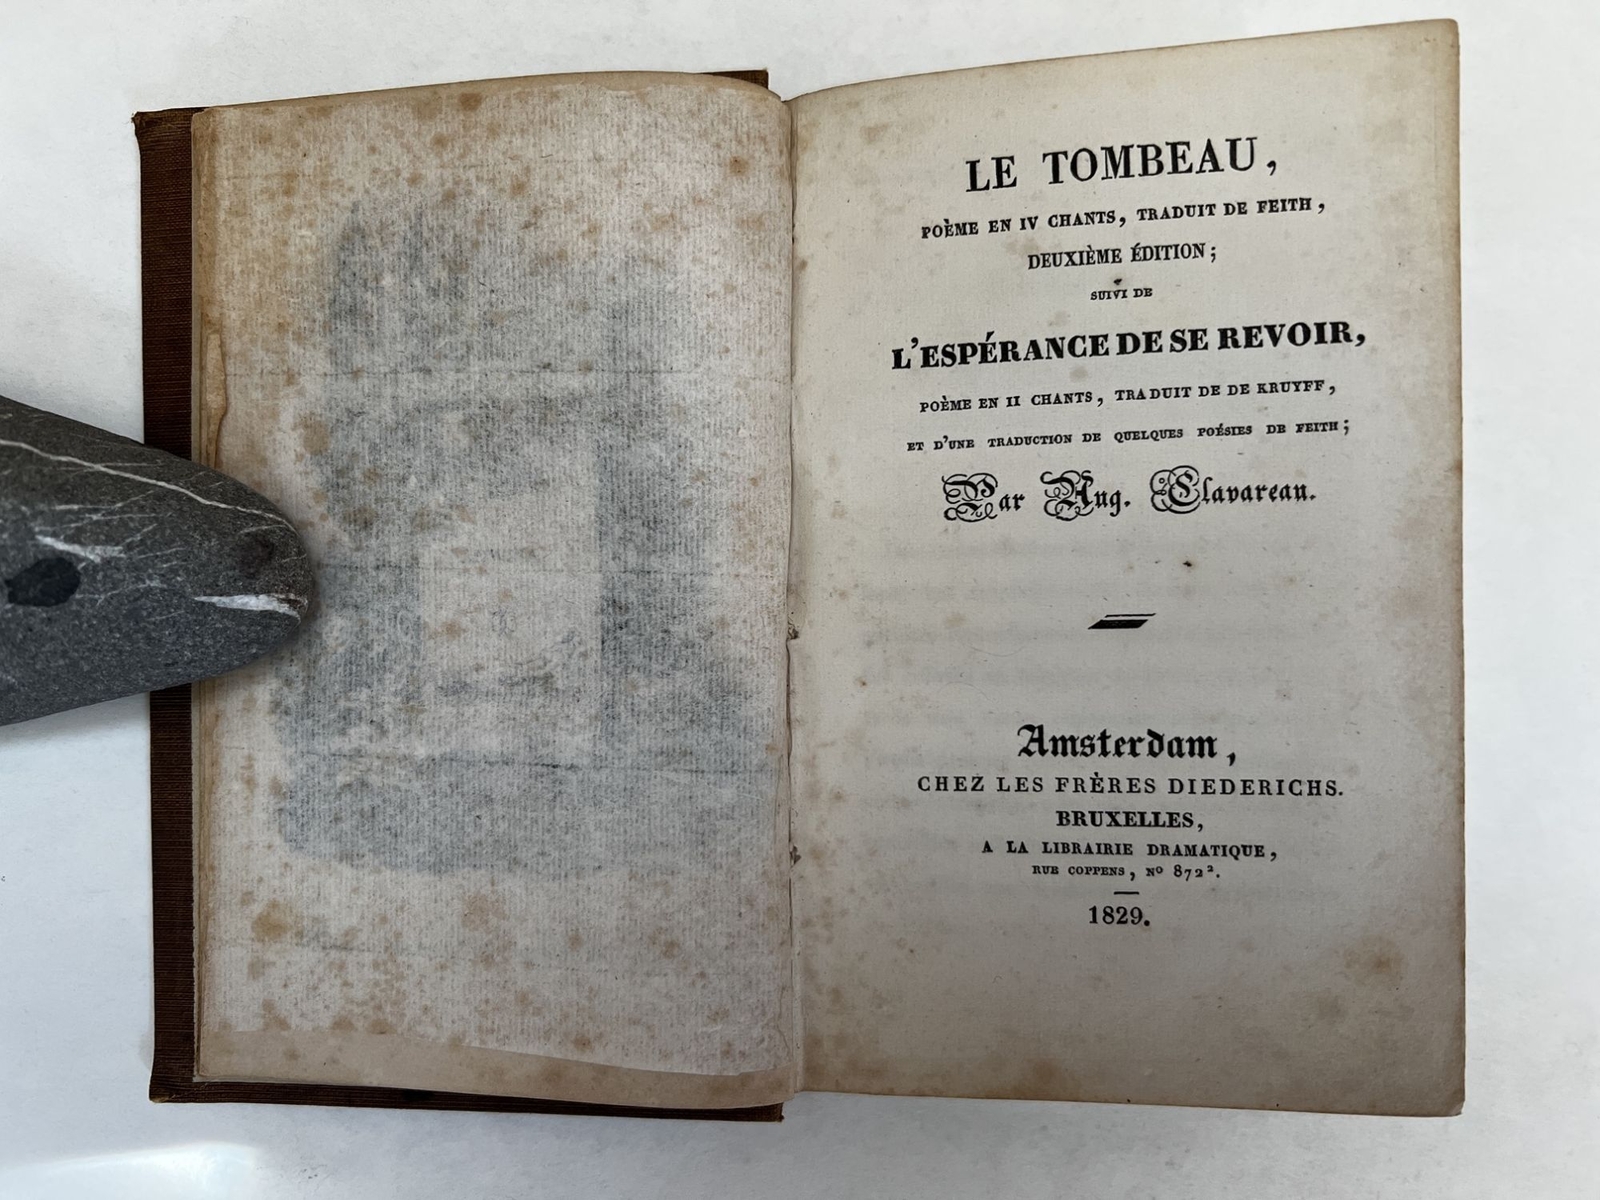 LE TOMBEAU,
POÈME EN IV CHANTS, TRADUIT DE FEITH,
DEUXIÈME ÉDITION;
SUIVI DE
L'ESPÉRANCE DE SE REVOIR,
POÈME EN II CHANTS, TRADUIT DE DE KRUYFF,
ET D'UNE TRADUCTION DE QUELQUES POÉSIES DE FEITH;
Par Aug. Clavareau.
Amsterdam,
CHEZ LES FRÈRES DIEDERICHS.
BRUXELLES,
A LA LIBRAIRIE DRAMATIQUE,
RUE COPPENS, Nº 872².
1829.